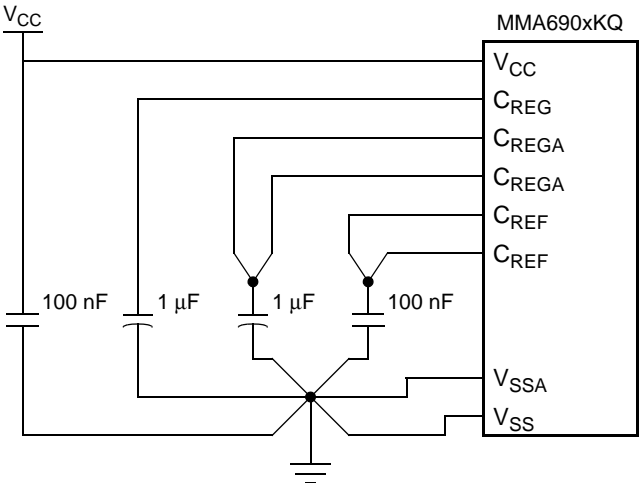 VCC
MMA690xKQ
VCC
CREG
CREGA
CREGA
CREF
CREF
100 nF
1 μF
1 μF
100 nF
VSSA
VSS